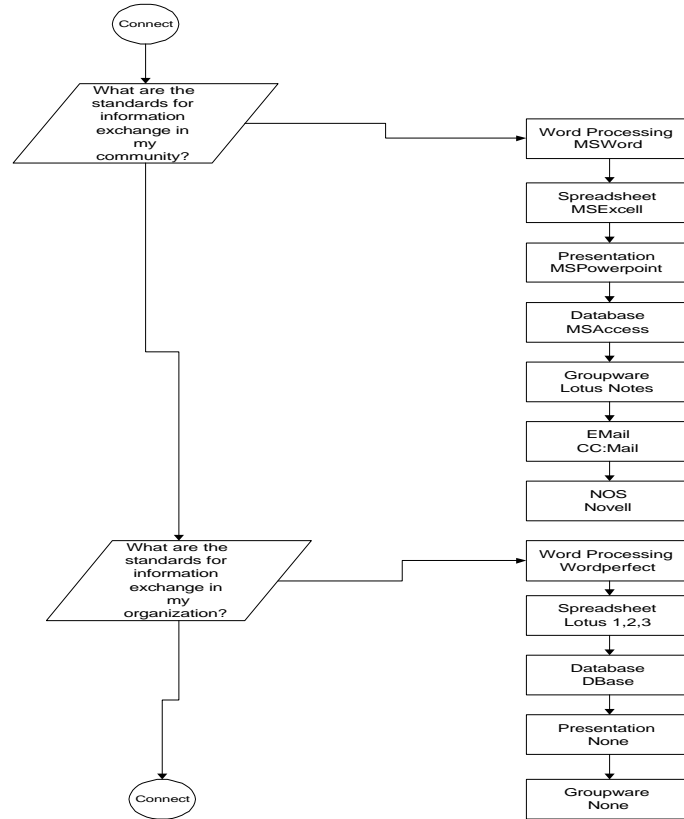 Connect
What are the
standards for
information
exchange in
my
community?
Word Processing
MSWord
Spreadsheet
MSExcell
Presentation
MSPowerpoint
Database
MSAccess
Groupware
Lotus Notes
EMail
CC:Mail
NOS
Novell
What are the
standards for
information
exchange in
my
organization?
Word Processing
Wordperfect
Spreadsheet
Lotus 1,2,3
Database
DBase
Presentation
None
Groupware
None
Connect